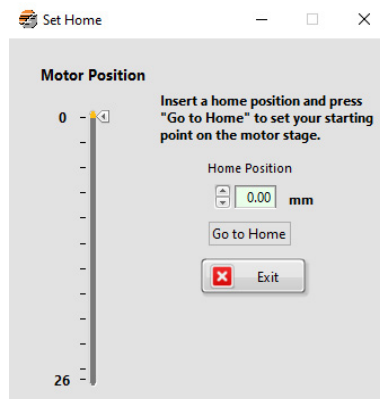 Set Home
Motor Position
Insert a home position and press
"Go to Home" to set your starting
point on the motor stage.
0
Home Position
0.00 mm
Go to Home
Exit
26